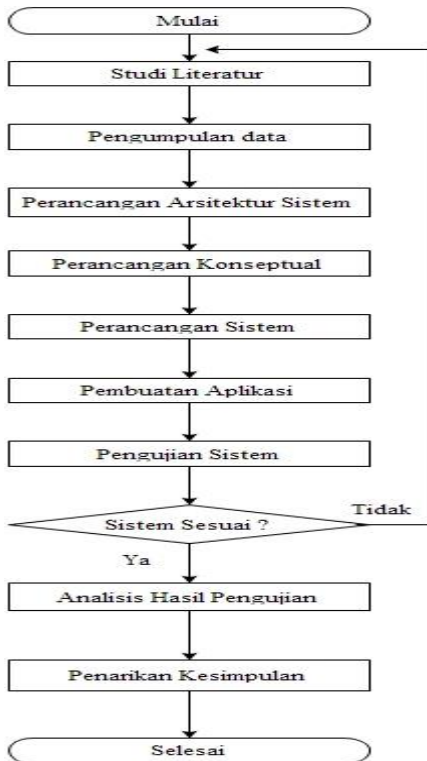 Mulai
Studi Literatur
Pengumpulan data
Perancangan Arsitektur Sistem
Perancangan Konseptual
Perancangan Sistem
Pembuatan Aplikasi
Pengujian Sistem
Sistem Sesuai ?
Tidak
Ya
Analisis Hasil Pengujian
Penarikan Kesimpulan
Selesai